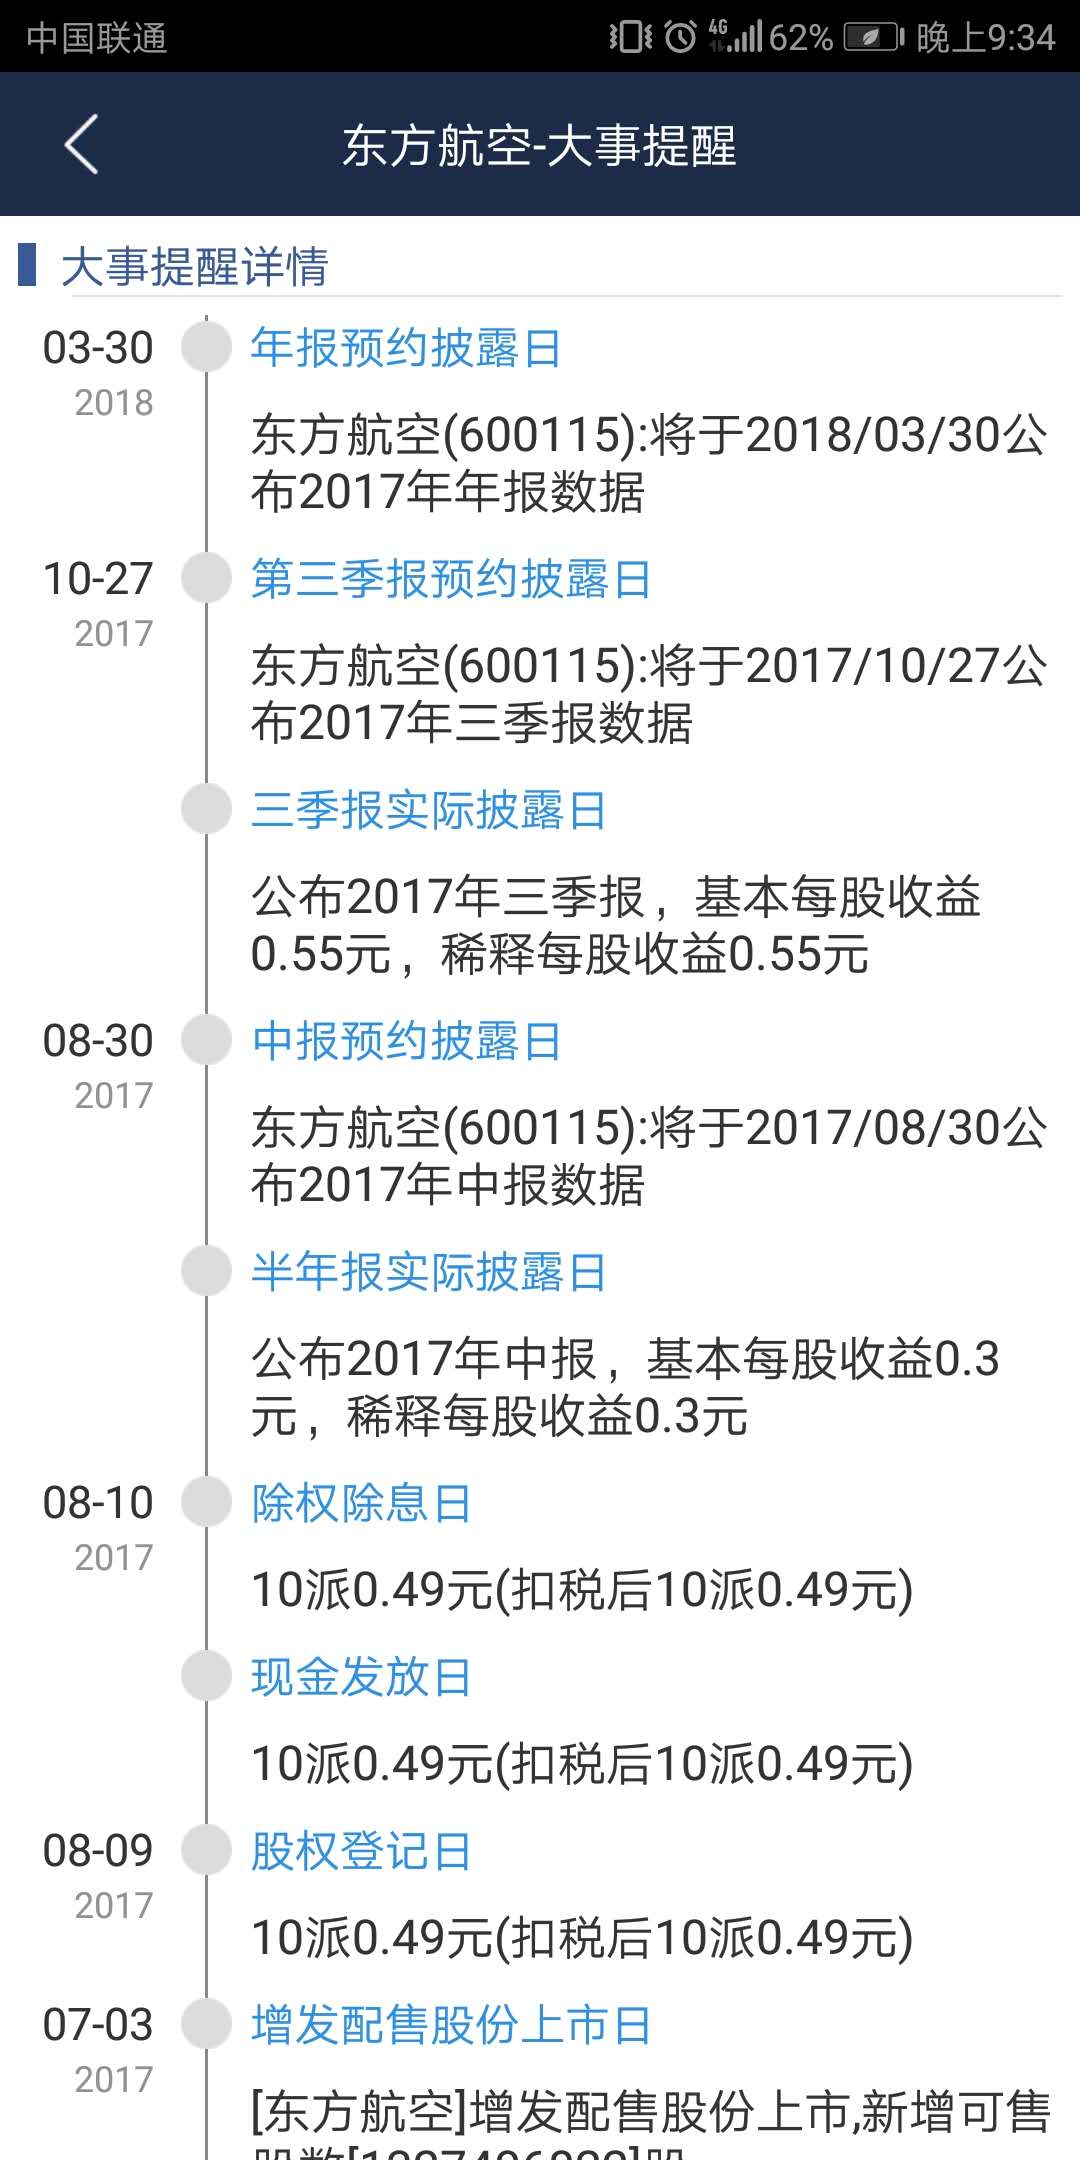 中国联通
4G
62%
晚上9:34
东方航空-大事提醒
大事提醒详情
03-30
2018
年报预约披露日
东方航空(600115):将于2018/03/30公
布2017年年报数据
10-27
2017
第三季报预约披露日
东方航空(600115):将于2017/10/27公
布2017年三季报数据
三季报实际披露日
公布2017年三季报，基本每股收益
0.55元，稀释每股收益0.55元
08-30
2017
中报预约披露日
东方航空(600115):将于2017/08/30公
布2017年中报数据
半年报实际披露日
公布2017年中报，基本每股收益0.3
元，稀释每股收益0.3元
08-10
2017
除权除息日
10派0.49元(扣税后10派0.49元)
现金发放日
10派0.49元(扣税后10派0.49元)
08-09
2017
股权登记日
10派0.49元(扣税后10派0.49元)
07-03
2017
增发配售股份上市日
[东方航空]增发配售股份上市,新增可售